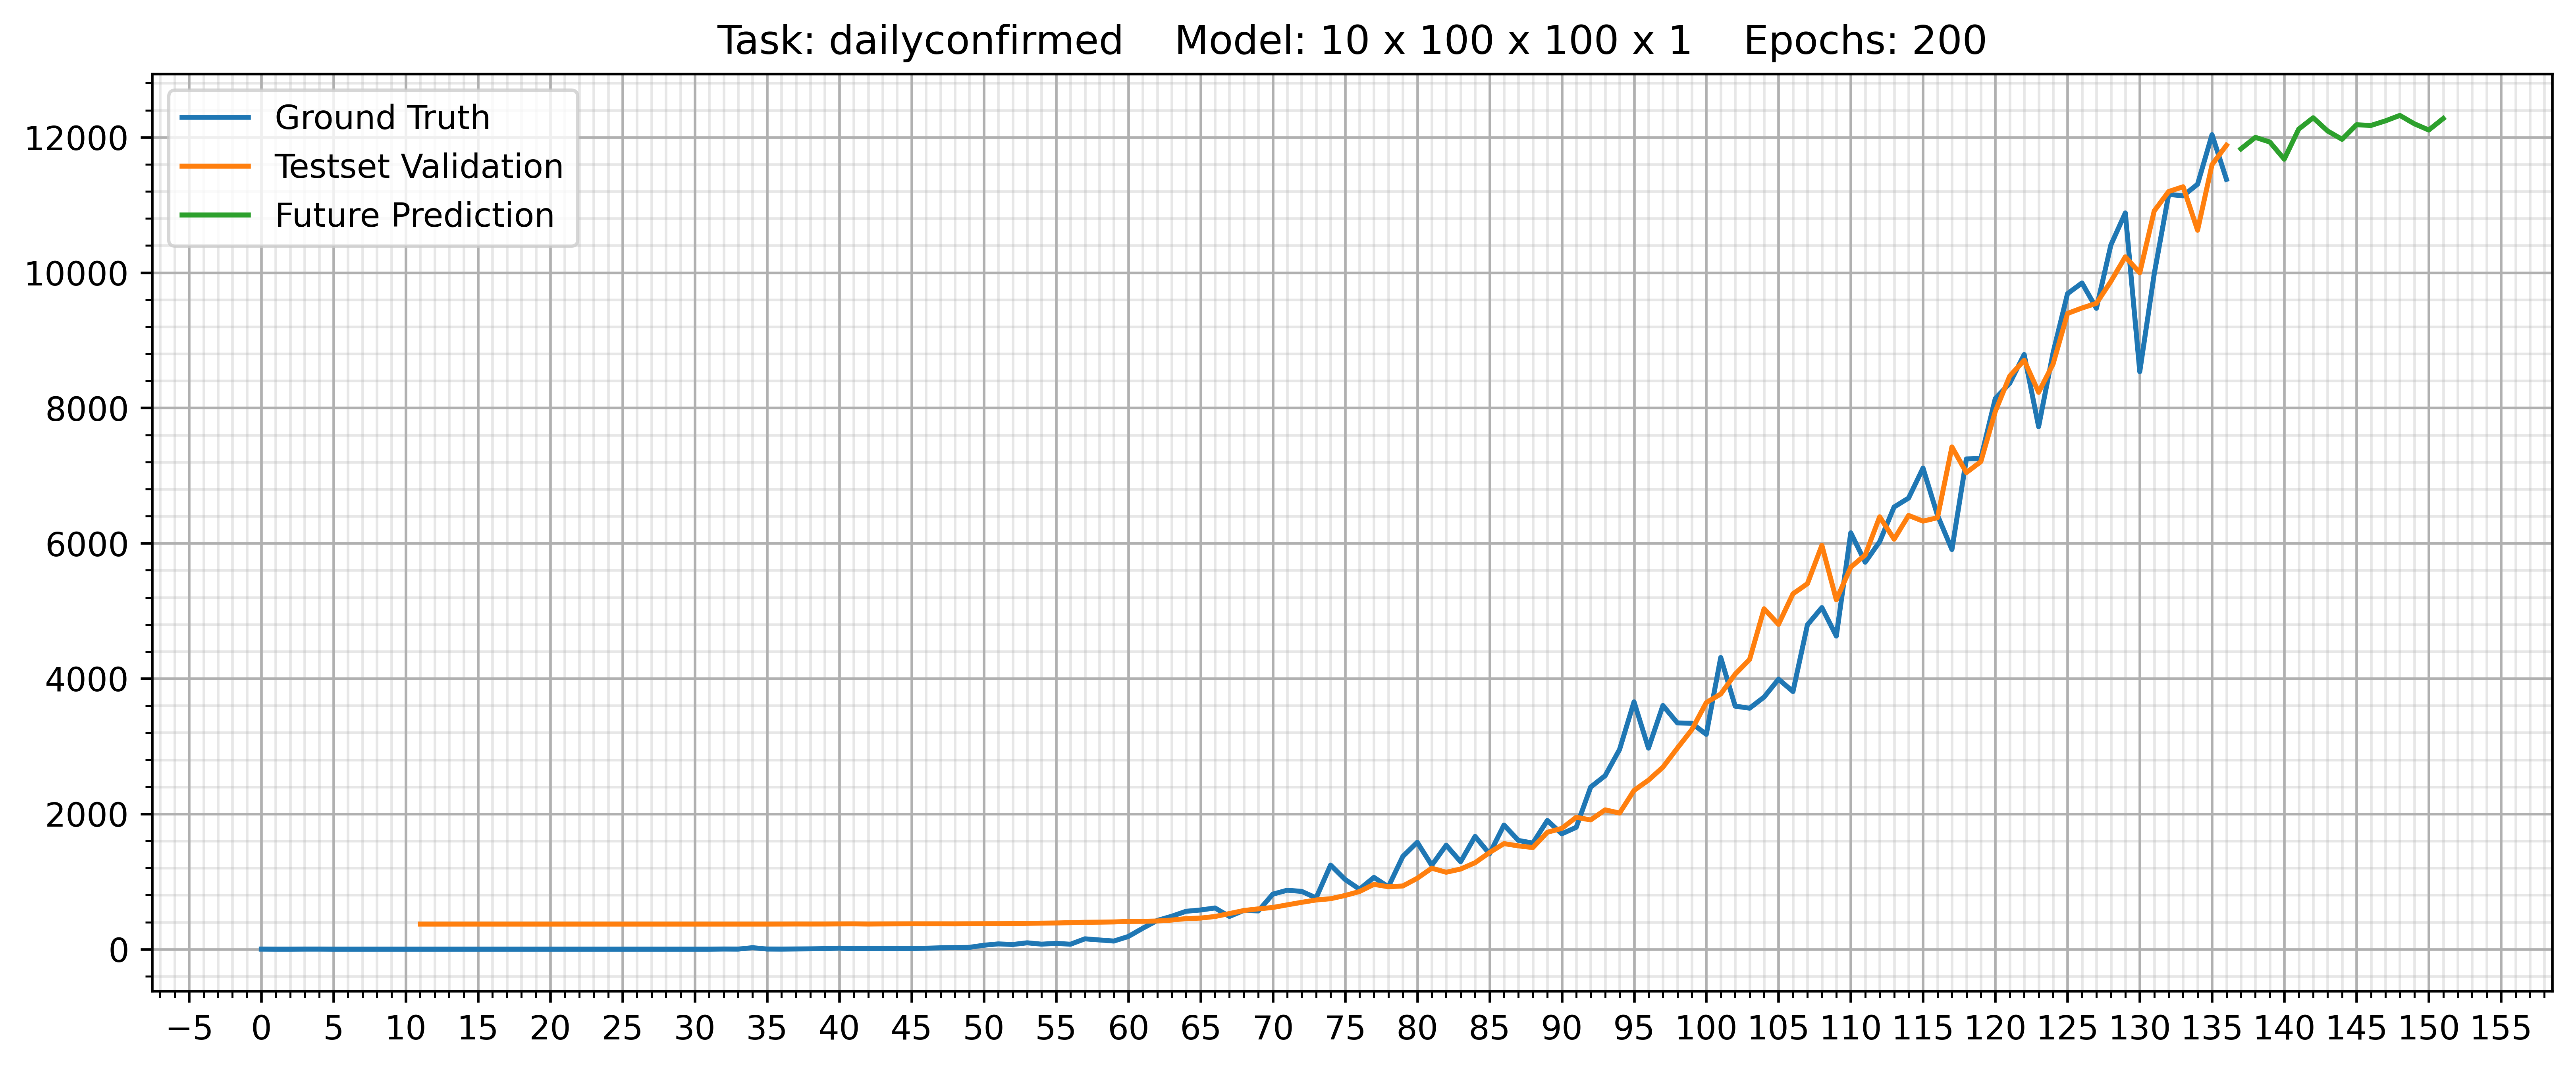 Task: dailyconfirmed    Model: 10 x 100 x 100 x 1    Epochs: 200
Ground Truth
Testset Validation
Future Prediction
12000
10000
8000
6000
4000
2000
0
−5 0 5 10 15 20 25 30 35 40 45 50 55 60 65 70 75 80 85 90 95 100 105 110 115 120 125 130 135 140 145 150 155